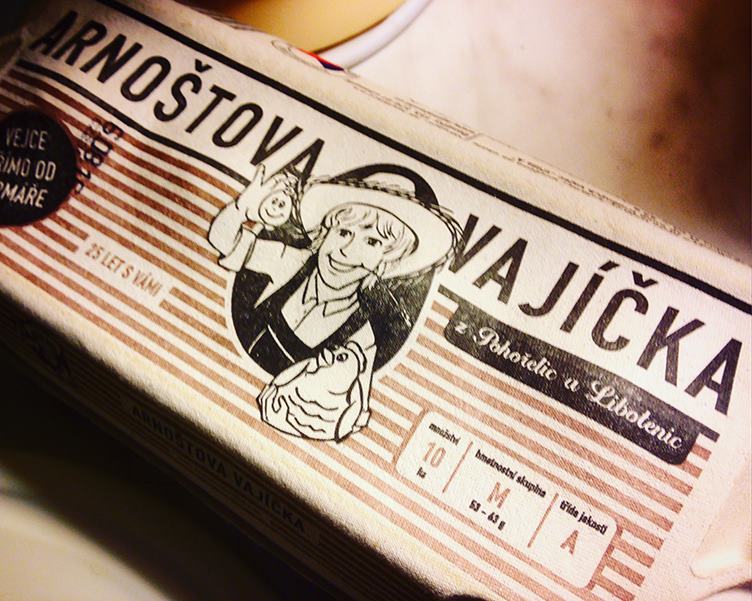 ARNOŠTOVA VAJÍČKA
VEJCE
PŘÍMO OD
FARMÁŘE
25 LET S VÁMI
z Pohořelic u Libotenic
množství
10
ks
hmotnostní skupina
M
53 - 63 g
třída jakosti
A
ARNOŠTOVA VAJÍČKA